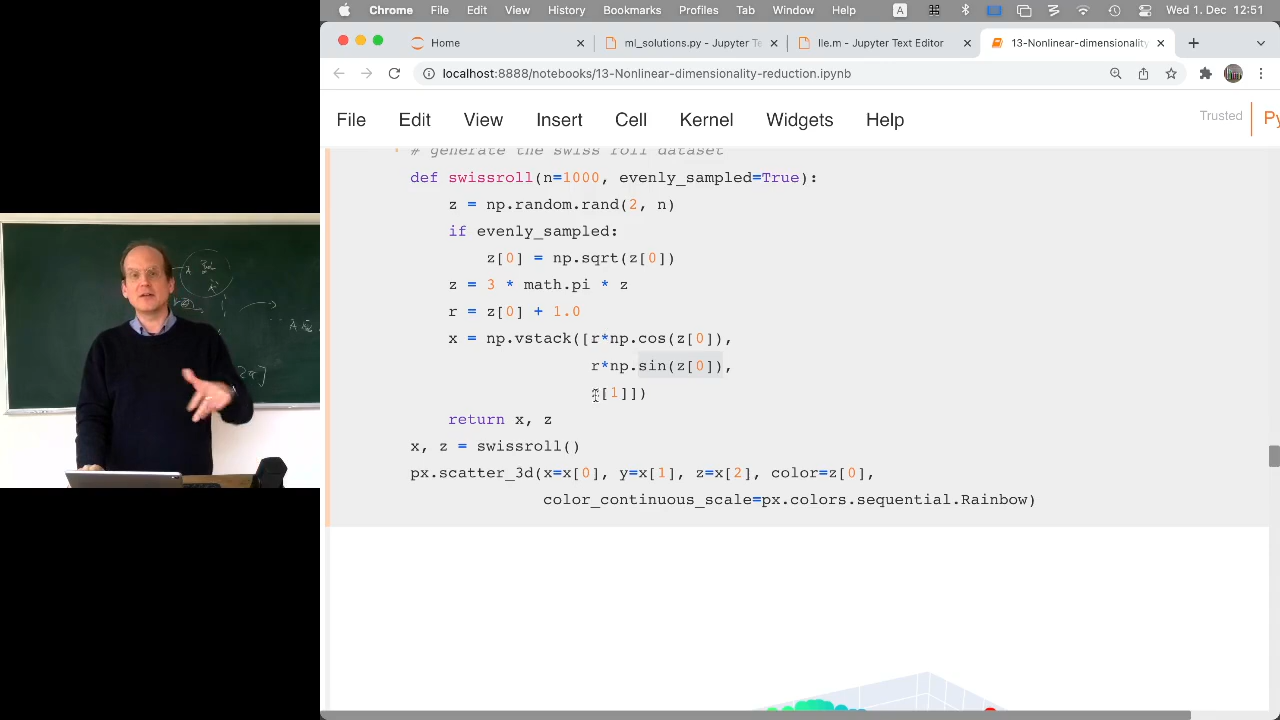 Chrome File Edit View History Bookmarks Profiles Tab Window Help A Wed 1. Dec 12:51
Home ml_solutions.py - Jupyter Te lle.m - Jupyter Text Editor 13-Nonlinear-dimensionality-
localhost:8888/notebooks/13-Nonlinear-dimensionality-reduction.ipynb
File Edit View Insert Cell Kernel Widgets Help Trusted Py
# generate the swiss roll dataset
def swissroll(n=1000, evenly_sampled=True):
z = np.random.rand(2, n)
if evenly_sampled:
z[0] = np.sqrt(z[0])
z = 3 * math.pi * z
r = z[0] + 1.0
x = np.vstack([r*np.cos(z[0]),
r*np.sin(z[0]),
z[1]])
return x, z
x, z = swissroll()
px.scatter_3d(x=x[0], y=x[1], z=x[2], color=z[0],
color_continuous_scale=px.colors.sequential.Rainbow)